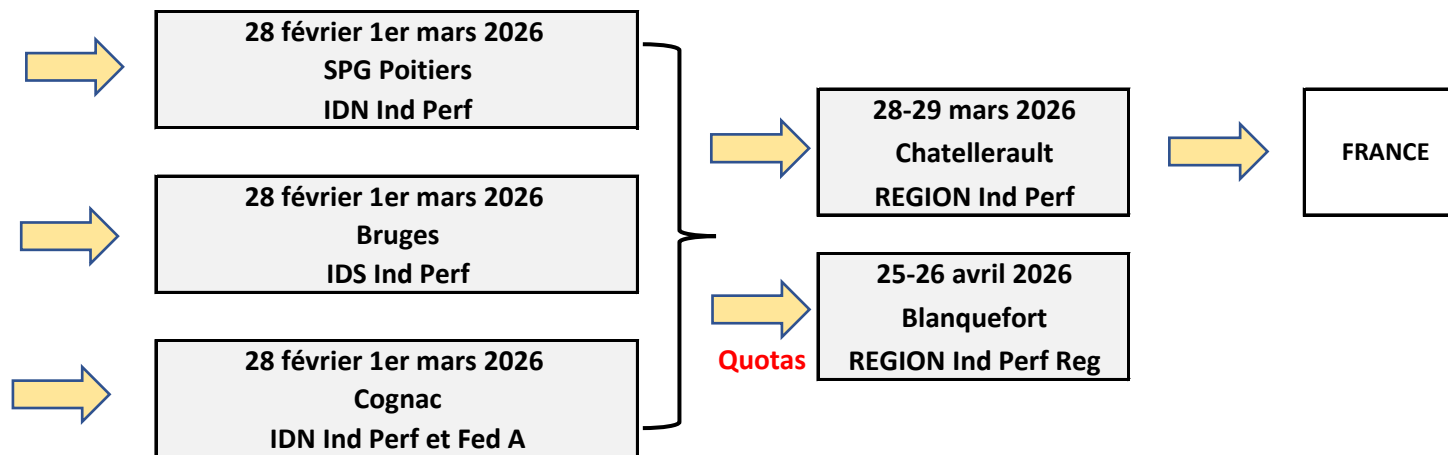 28 février 1er mars 2026
SPG Poitiers
IDN Ind Perf
28 février 1er mars 2026
Bruges
IDS Ind Perf
28 février 1er mars 2026
Cognac
IDN Ind Perf et Fed A
28-29 mars 2026
Chatellerault
REGION Ind Perf
Quotas
25-26 avril 2026
Blanquefort
REGION Ind Perf Reg
FRANCE